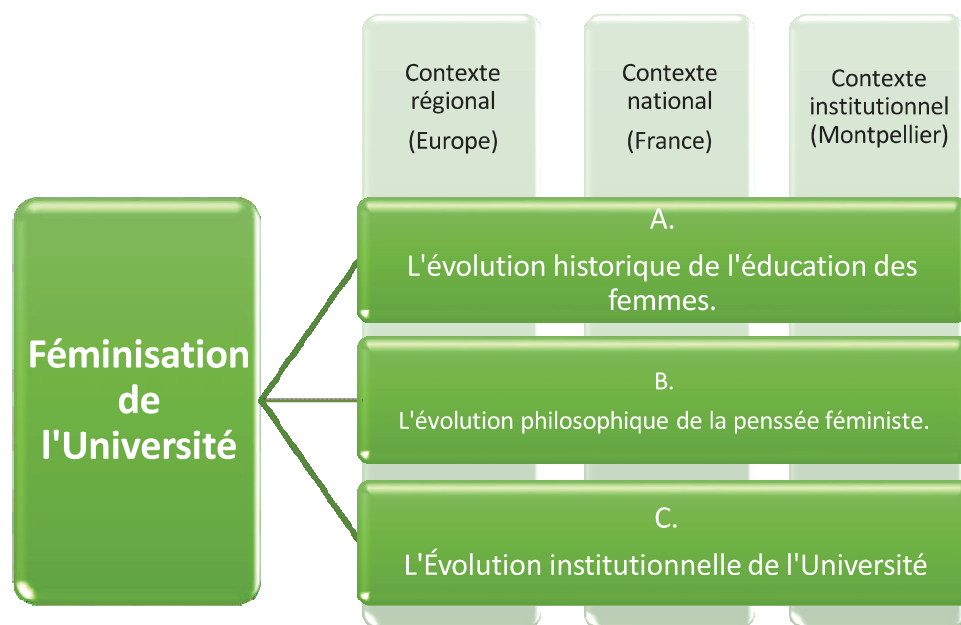 Contexte
régional
(Europe)
Contexte
national
(France)
Contexte
institutionnel
(Montpellier)
Féminisation
de
l'Université
A.
L'évolution historique de l'éducation des
femmes.
B.
L'évolution philosophique de la penssée féministe.
C.
L'Évolution institutionnelle de l'Université